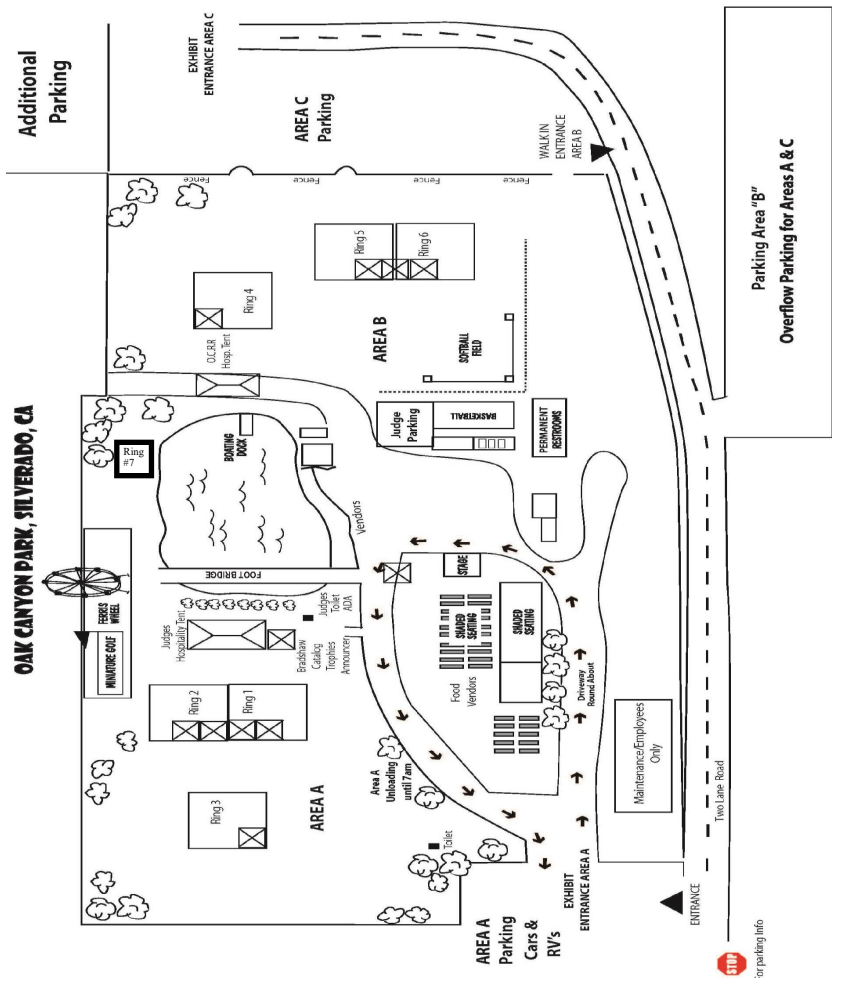 OAK CANYON PARK, SILVERADO, CA
Additional
Parking
EXHIBIT
ENTRANCE AREA C
AREA C
Parking
WALK IN
ENTRANCE
AREA B
Parking Area "B"
Overflow Parking for Areas A & C
Fence
Fence
Fence
Fence
Ring 5
Ring 6
Ring 4
O.C.R.R
Hosp. Tent
AREA B
SOFTBALL
FIELD
Judge
Parking
BASKETBALL
PERMANENT
RESTROOMS
Ring
#7
BOATING
DOCK
Vendors
FOOT BRIDGE
FERRIS
WHEEL
MINIATURE GOLF
Judges
Hospitality Tent
Judges
Toilet
ADA
Bradshaw
Catalog
Trophies
Announcer
STAGE
SHADED
SEATING
SHADED
SEATING
Food
Vendors
Driveway
Round About
Ring 2
Ring 1
Ring 3
AREA A
Area A
Unloading
until 7am
Toilet
Maintenance/Employees
Only
Two Lane Road
AREA A
Parking
Cars &
RV's
EXHIBIT
ENTRANCE AREA A
ENTRANCE
STOP
or parking Info